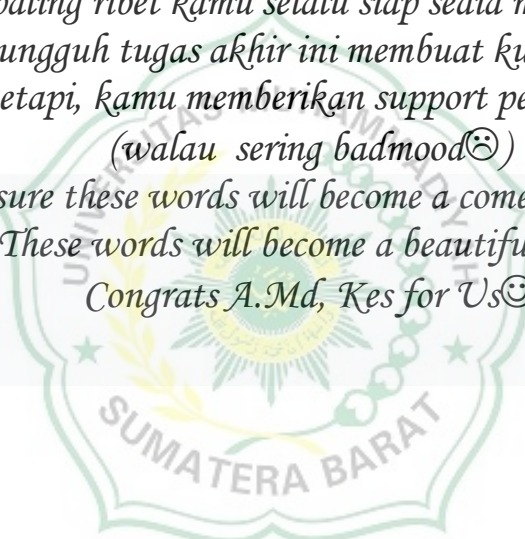 paling ribet kamu selalu siap sedia
ungguh tugas akhir ini membuat ku
etapi, kamu memberikan support pe
(walau sering badmood☹)
sure these words will become a come
These words will become a beautifu
Congrats A.Md, Kes for Us☺
UNIVERSITAS MUHAMMADIYAH
SUMATERA BARAT